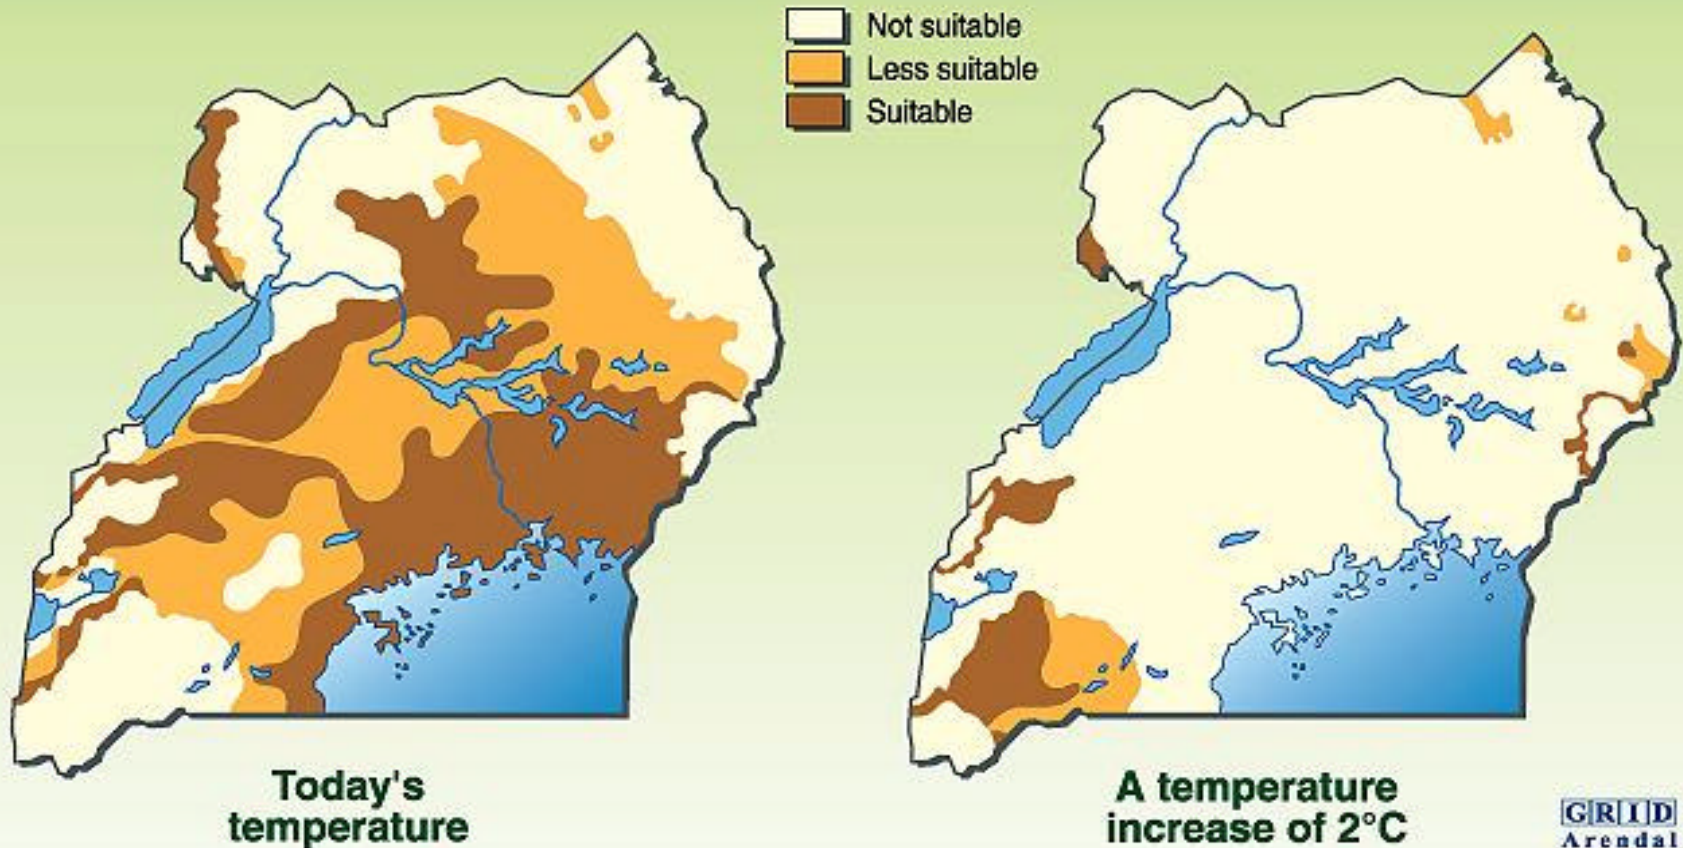 Not suitable
Less suitable
Suitable
Today's
temperature
A temperature
increase of 2°C
GRID
Arendal